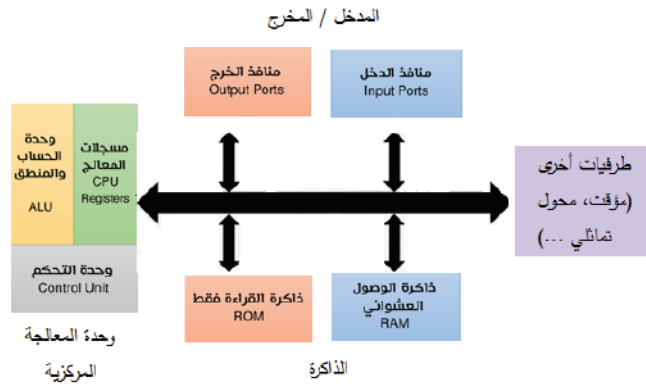 المدخل / المخرج
منافذ الخرج
Output Ports
منافذ الدخل
Input Ports
وحدة
الحساب
والمنطق
ALU
مسجلات
المعالج
CPU
Registers
وحدة التحكم
Control Unit
وحدة المعالجة
المركزية
طرفيات أخرى
(مؤقت، محول
تماثلي ...)
ذاكرة القراءة فقط
ROM
ذاكرة الوصول
العشوائي
RAM
الذاكرة